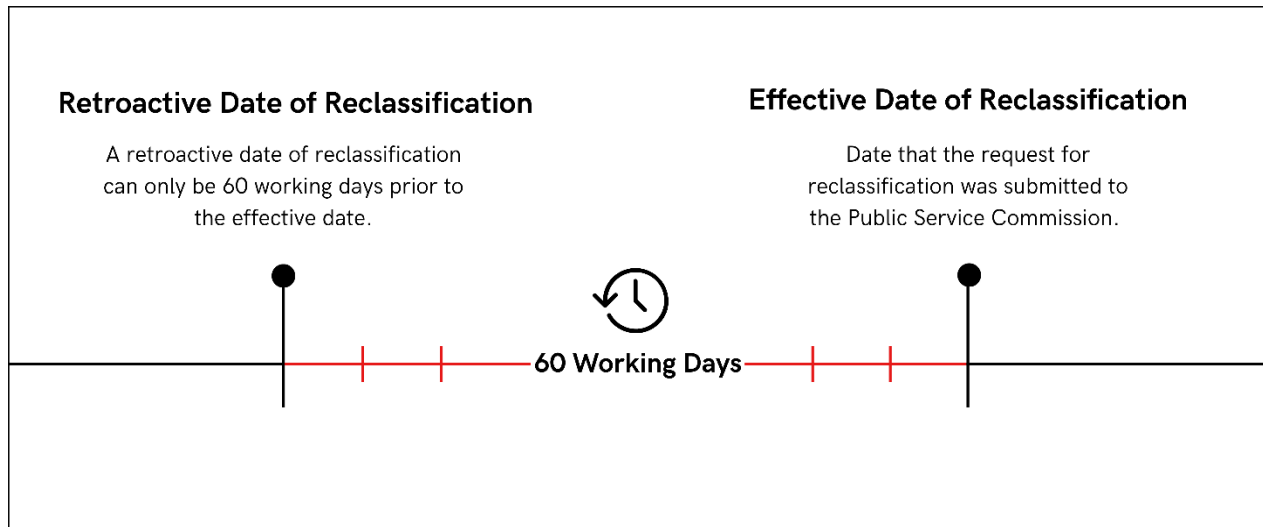 Retroactive Date of Reclassification
A retroactive date of reclassification
can only be 60 working days prior to
the effective date.
Effective Date of Reclassification
Date that the request for
reclassification was submitted to
the Public Service Commission.
60 Working Days